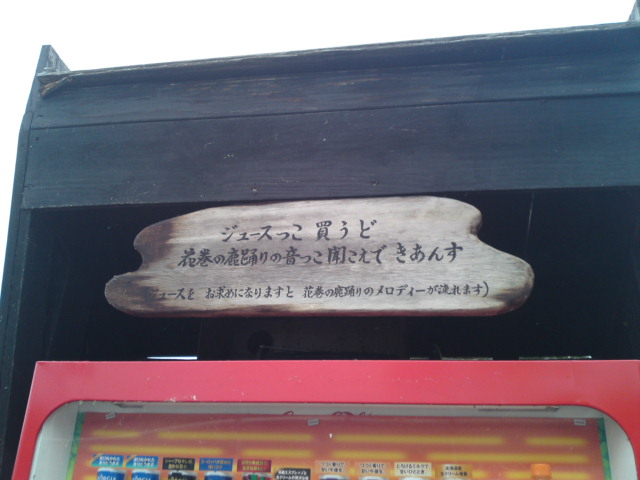 ジュースっこ 買うど
花巻の鹿踊りの音っこ聞こえで きあんす
ジュースを お求めになりますと 花巻の鹿踊りのメロディーが流れます)